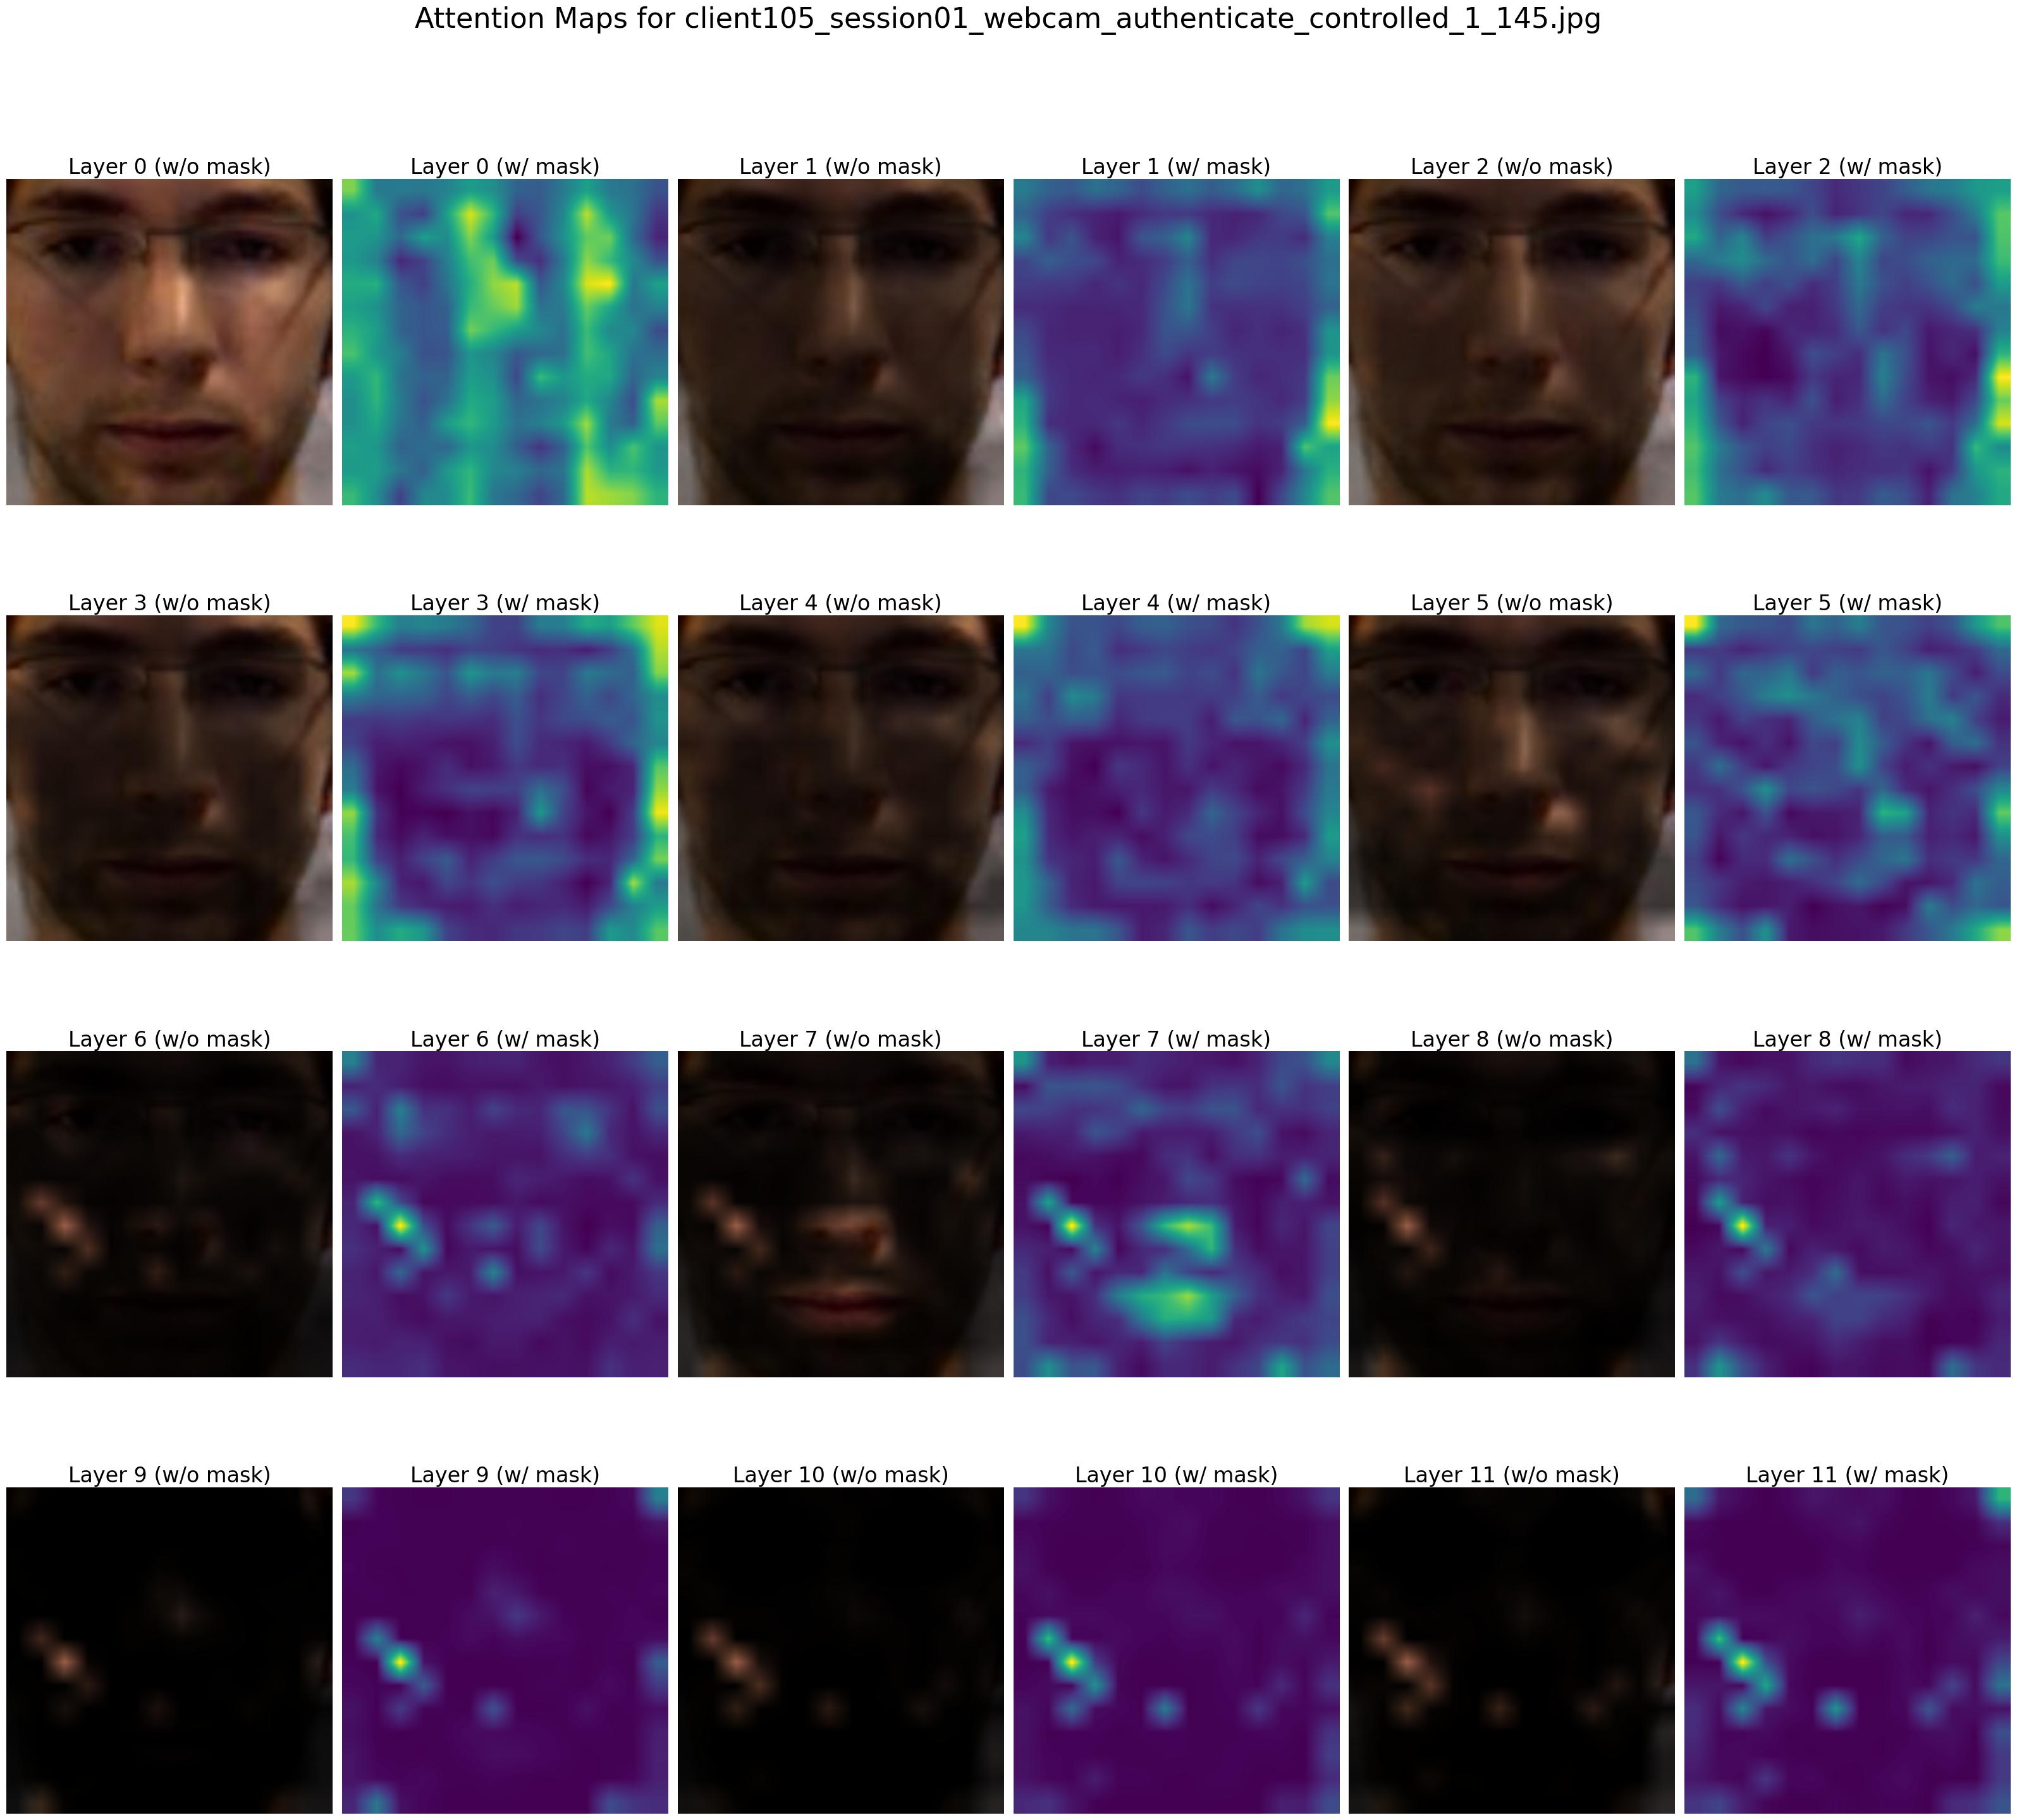 Attention Maps for client105_session01_webcam_authenticate_controlled_1_145.jpg
Layer 0 (w/o mask) Layer 0 (w/ mask) Layer 1 (w/o mask) Layer 1 (w/ mask) Layer 2 (w/o mask) Layer 2 (w/ mask)
Layer 3 (w/o mask) Layer 3 (w/ mask) Layer 4 (w/o mask) Layer 4 (w/ mask) Layer 5 (w/o mask) Layer 5 (w/ mask)
Layer 6 (w/o mask) Layer 6 (w/ mask) Layer 7 (w/o mask) Layer 7 (w/ mask) Layer 8 (w/o mask) Layer 8 (w/ mask)
Layer 9 (w/o mask) Layer 9 (w/ mask) Layer 10 (w/o mask) Layer 10 (w/ mask) Layer 11 (w/o mask) Layer 11 (w/ mask)